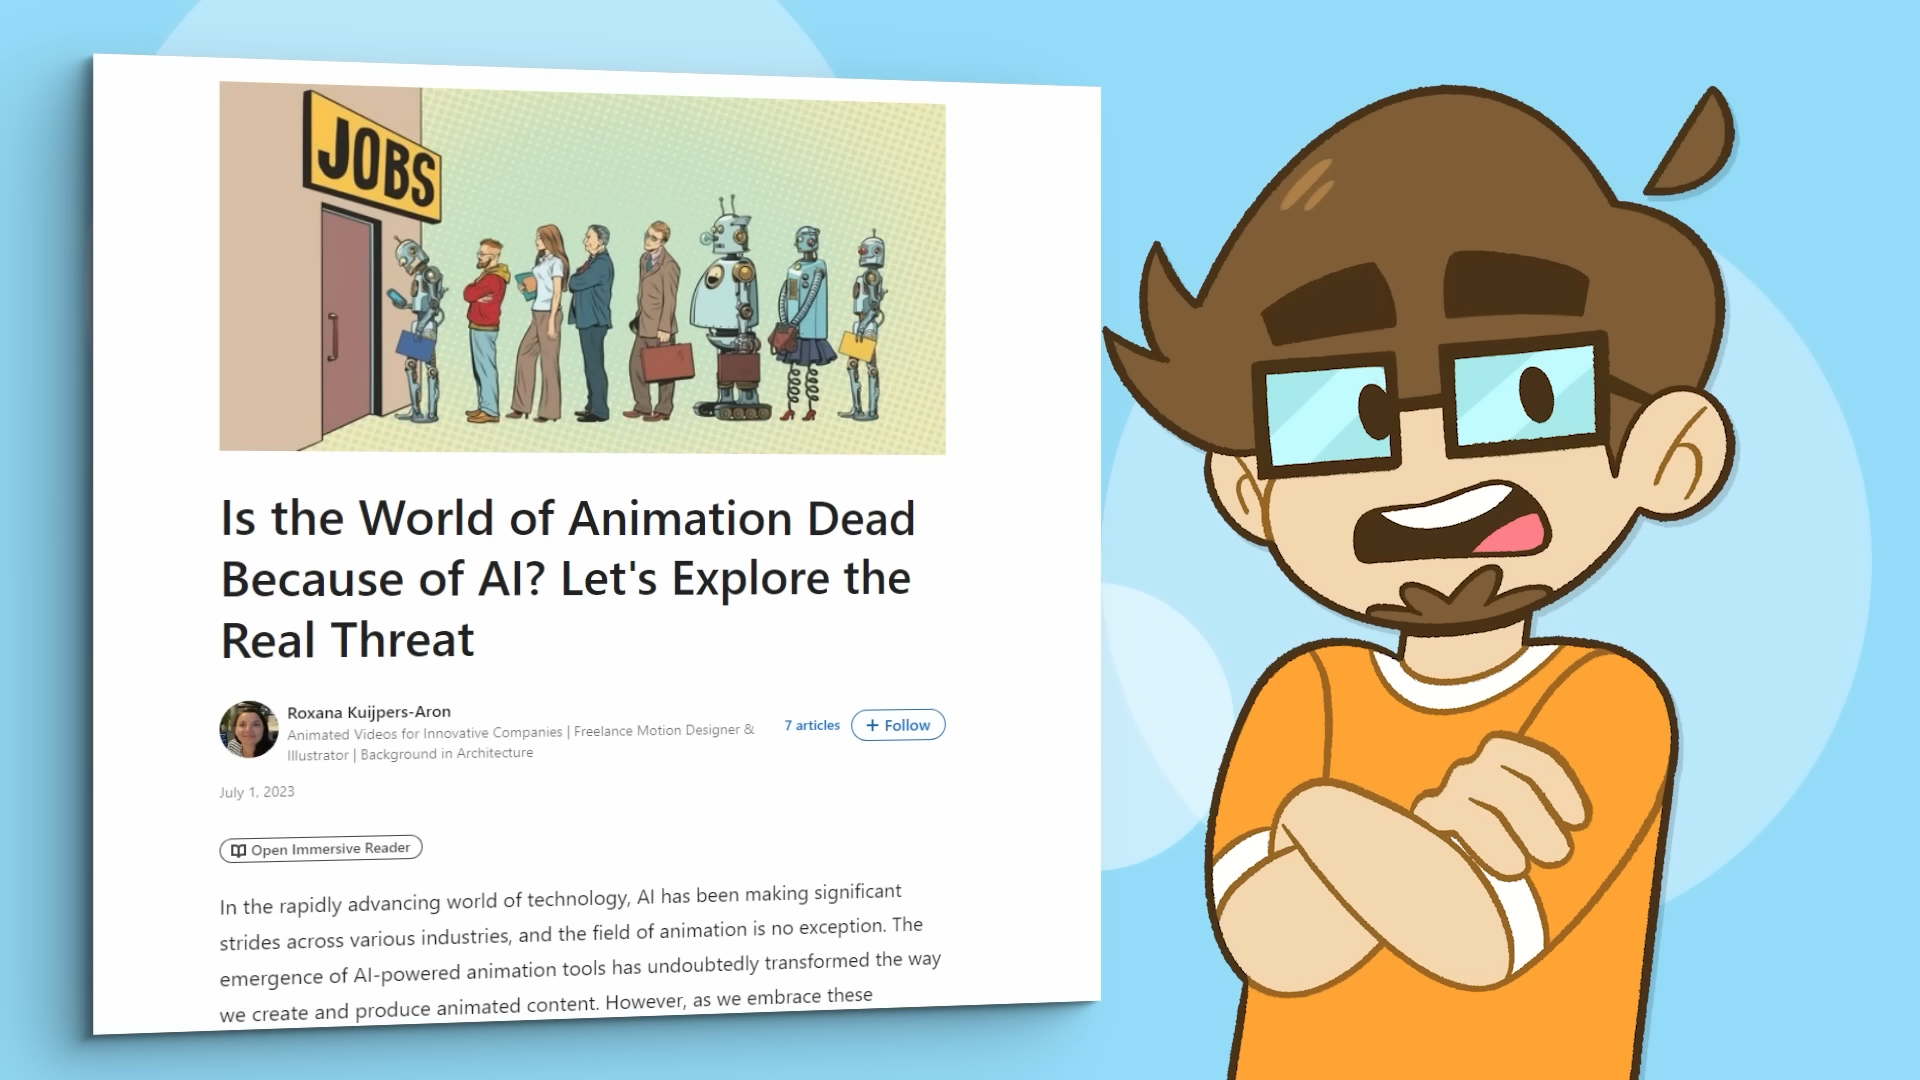 JOBS
Is the World of Animation Dead
Because of AI? Let's Explore the
Real Threat
Roxana Kuijpers-Aron
Animated Videos for Innovative Companies | Freelance Motion Designer &
Illustrator | Background in Architecture
7 articles
+ Follow
July 1, 2023
Open Immersive Reader
In the rapidly advancing world of technology, AI has been making significant
strides across various industries, and the field of animation is no exception. The
emergence of AI-powered animation tools has undoubtedly transformed the way
we create and produce animated content. However, as we embrace these